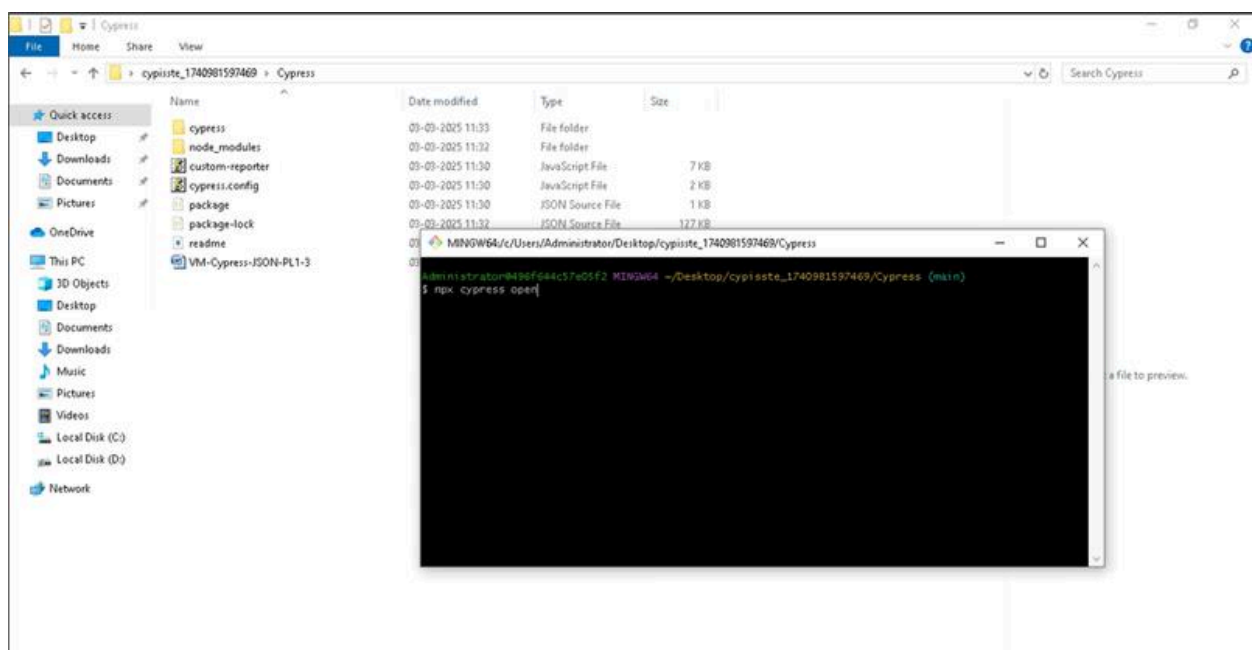 Cypress
File Home Share View
cypisste_1740981597469 › Cypress
Search Cypress
Name Date modified Type Size
Quick access
Desktop
Downloads
Documents
Pictures
OneDrive
This PC
3D Objects
Desktop
Documents
Downloads
Music
Pictures
Videos
Local Disk (C:)
Local Disk (D:)
Network
cypress 03-03-2025 11:33 File folder
node_modules 03-03-2025 11:32 File folder
custom-reporter 03-03-2025 11:30 JavaScript File 7 KB
cypress.config 03-03-2025 11:30 JavaScript File 2 KB
package 03-03-2025 11:30 JSON Source File 1 KB
package-lock 03-03-2025 11:32 JSON Source File 127 KB
readme 03
VM-Cypress-JSON-PL1-3 03
MINGW64:/c/Users/Administrator/Desktop/cypisste_1740981597469/Cypress
Administrator@496f644c57e05f2 MINGW64 ~/Desktop/cypisste_1740981597469/Cypress (main)
$ npx cypress open
a file to preview.